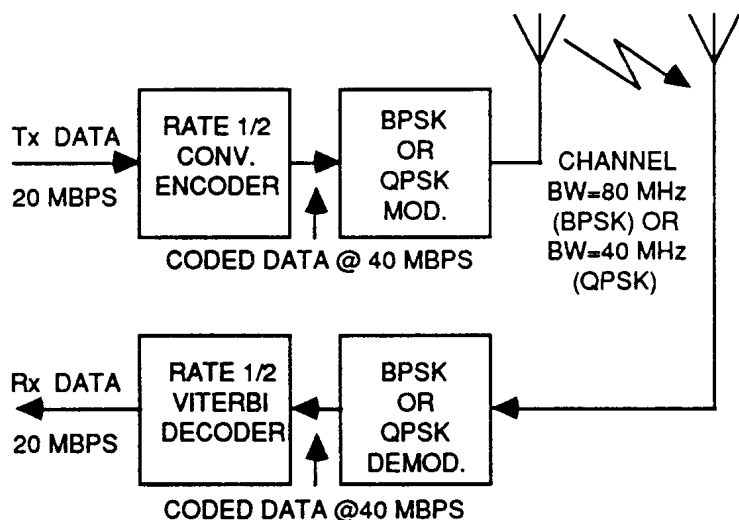 Tx DATA
20 MBPS
RATE 1/2
CONV.
ENCODER
BPSK
OR
QPSK
MOD.
CODED DATA @ 40 MBPS
CHANNEL
BW=80 MHz
(BPSK) OR
BW=40 MHz
(QPSK)
Rx DATA
20 MBPS
RATE 1/2
VITERBI
DECODER
BPSK
OR
QPSK
DEMOD.
CODED DATA @40 MBPS